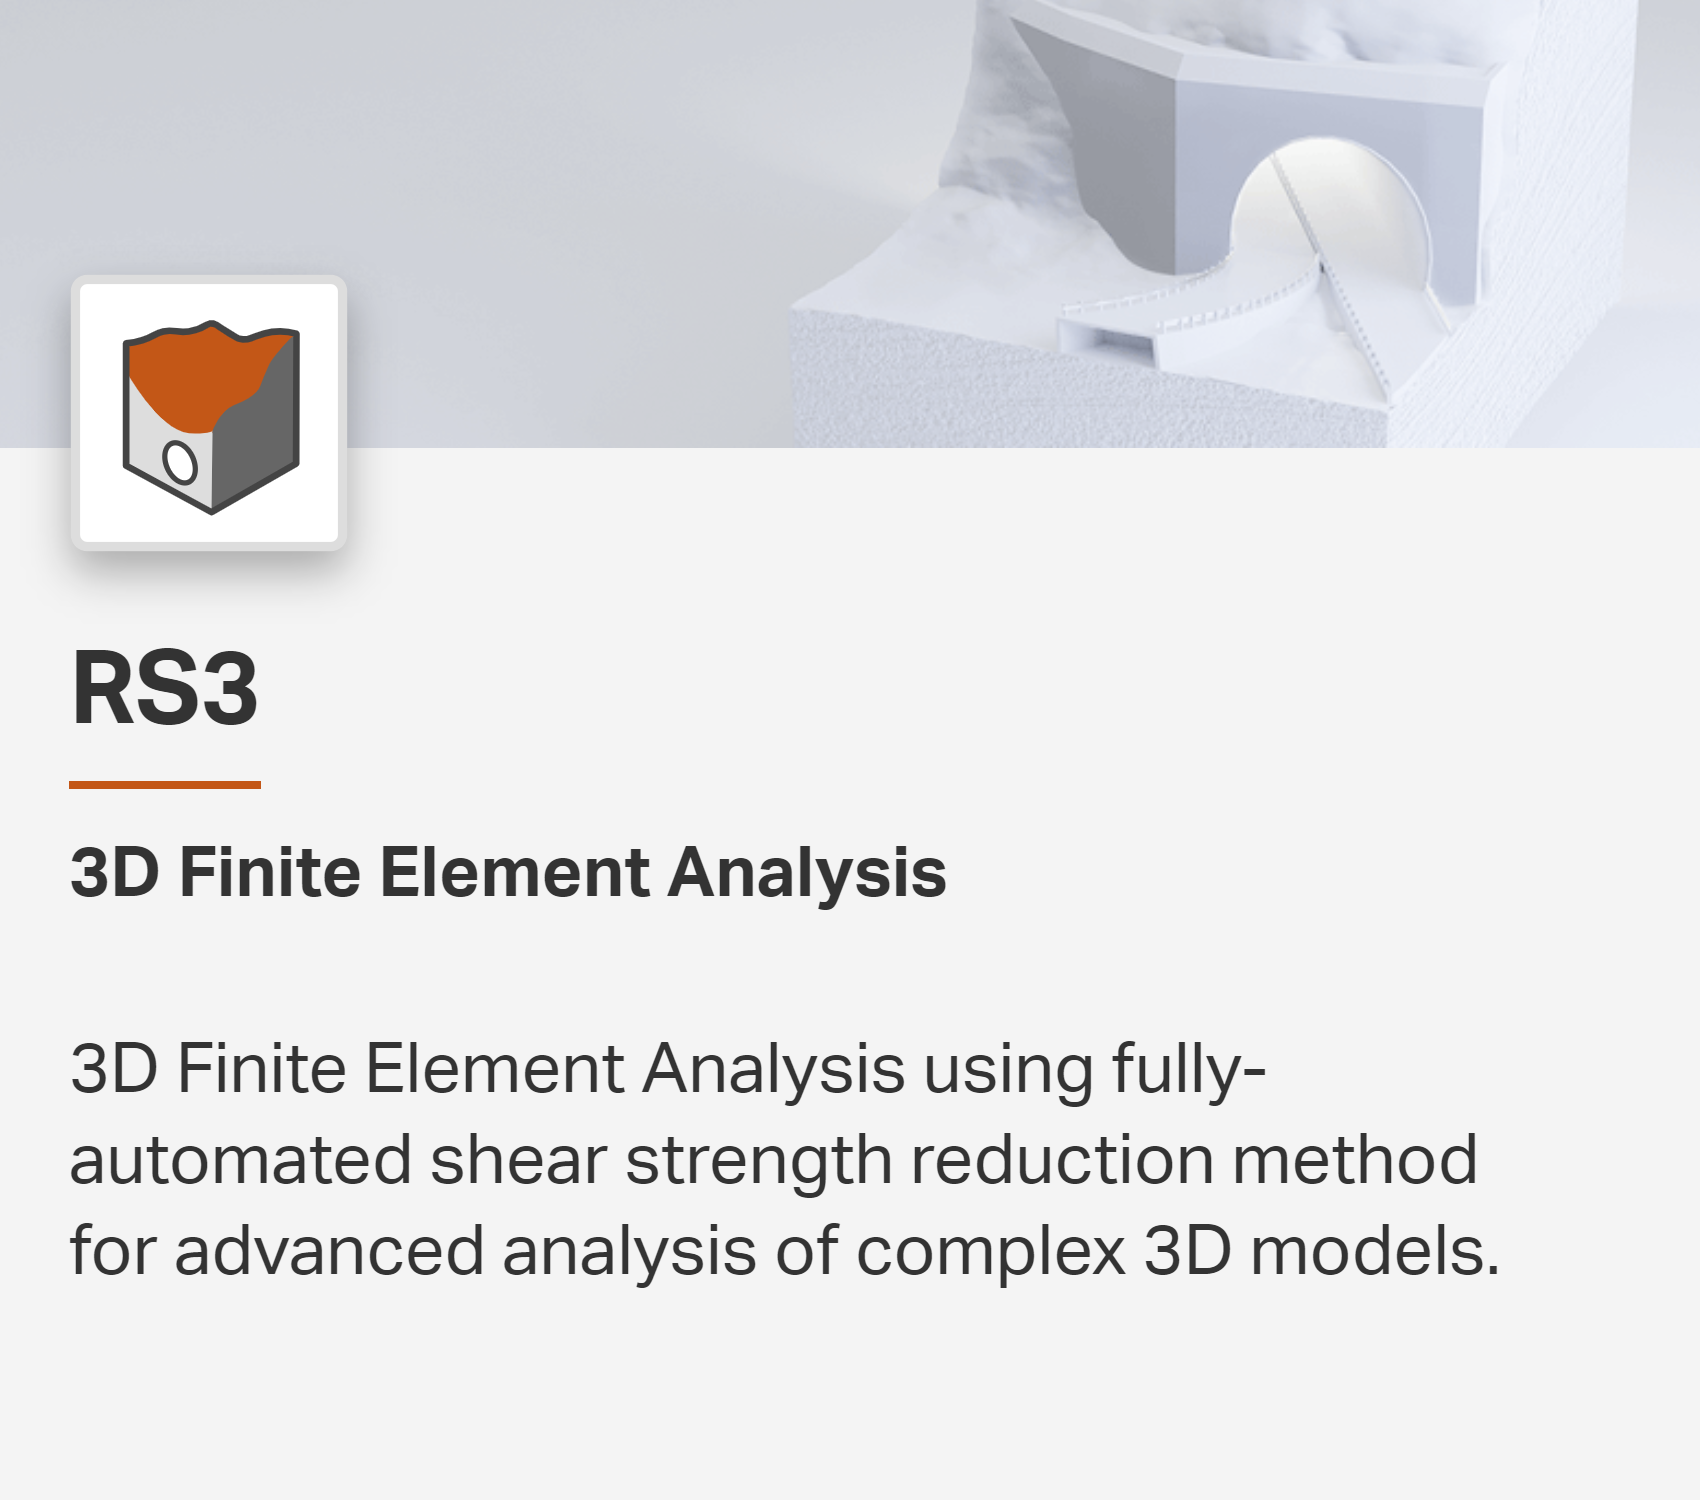 RS3
3D Finite Element Analysis
3D Finite Element Analysis using fully-
automated shear strength reduction method
for advanced analysis of complex 3D models.